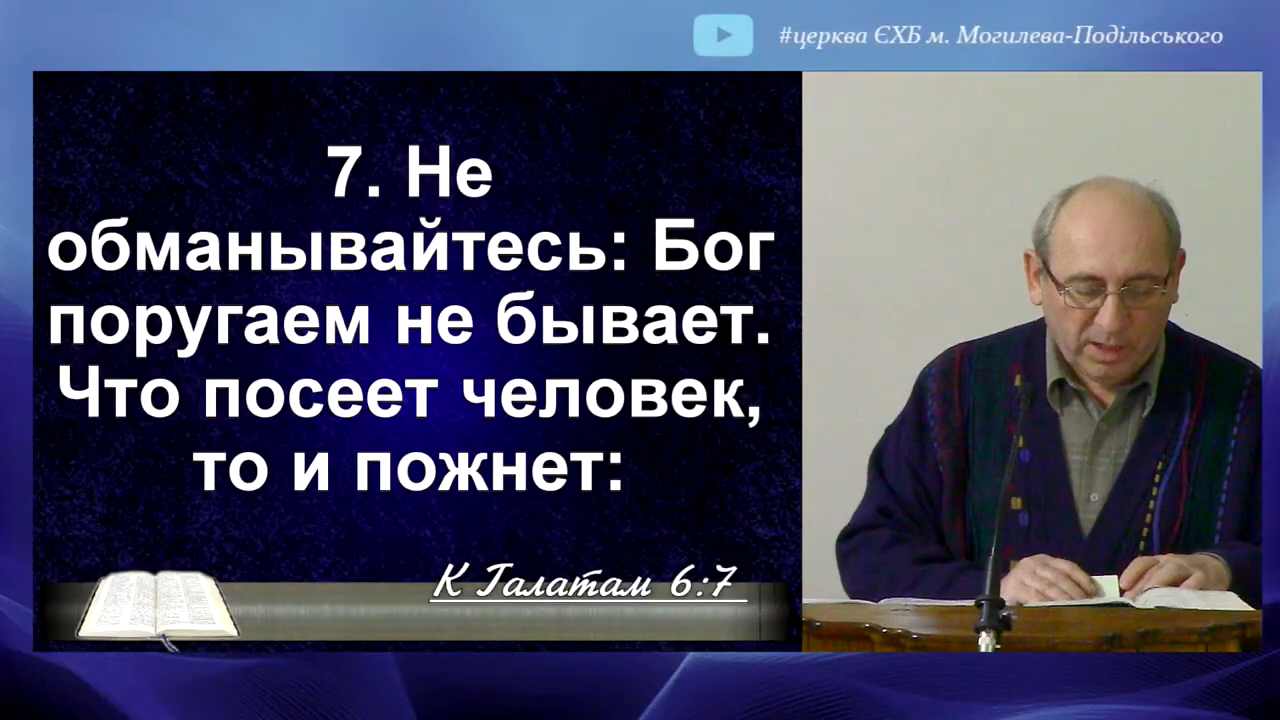 #церква ЄХБ м. Могилева-Подільського
7. Не
обманывайтесь: Бог
поругаем не бывает.
Что посеет человек,
то и пожнет:
К Галатам 6:7